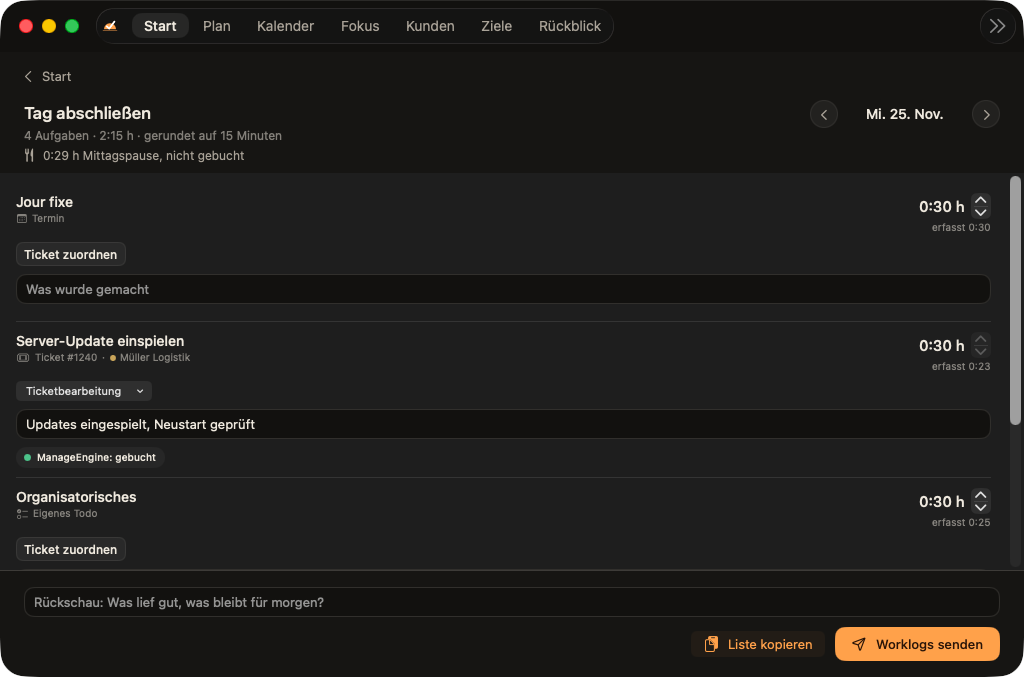 Start Plan Kalender Fokus Kunden Ziele Rückblick
Start
Tag abschließen
Mi. 25. Nov.
4 Aufgaben · 2:15 h · gerundet auf 15 Minuten
0:29 h Mittagspause, nicht gebucht
Jour fixe
0:30 h
Termin
erfasst 0:30
Ticket zuordnen
Was wurde gemacht
Server-Update einspielen
0:30 h
Ticket #1240 · Müller Logistik
erfasst 0:23
Ticketbearbeitung
Updates eingespielt, Neustart geprüft
ManageEngine: gebucht
Organisatorisches
0:30 h
Eigenes Todo
erfasst 0:25
Ticket zuordnen
Rückschau: Was lief gut, was bleibt für morgen?
Liste kopieren
Worklogs senden